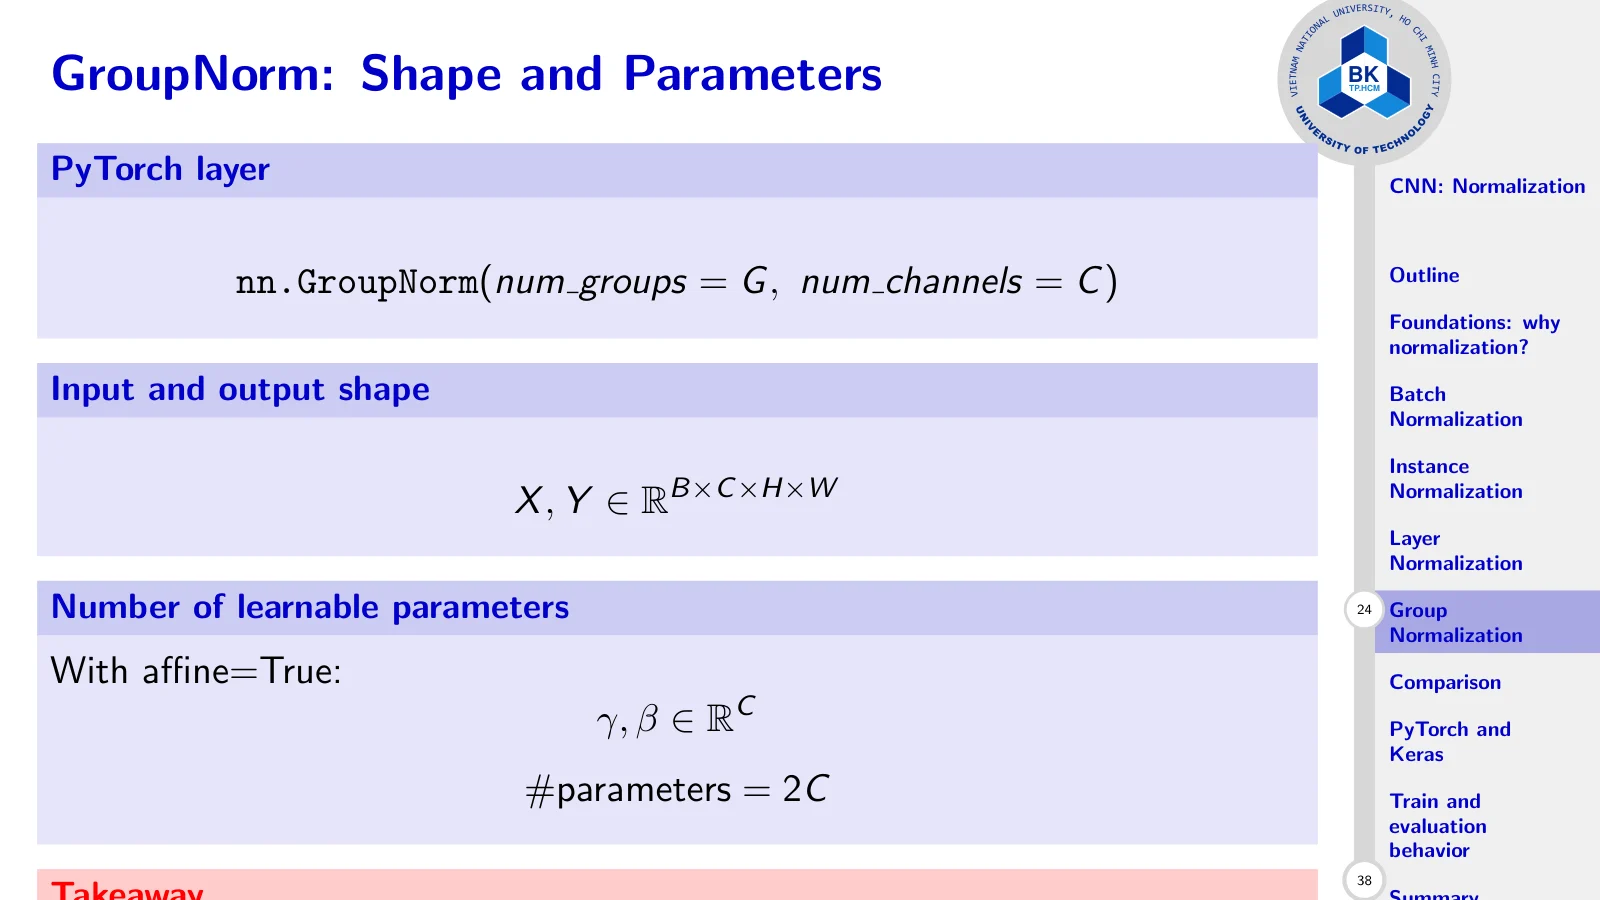 GroupNorm: Shape and Parameters
PyTorch layer
nn.GroupNorm(num_groups = G, num_channels = C)
Input and output shape
X, Y ∈ ℝ^{B×C×H×W}
Number of learnable parameters
With affine=True:
γ, β ∈ ℝ^C
#parameters = 2C
Takeaway
VIETNAM NATIONAL UNIVERSITY, HO CHI MINH CITY
BK
TP.HCM
UNIVERSITY OF TECHNOLOGY
CNN: Normalization
Outline
Foundations: why
normalization?
Batch
Normalization
Instance
Normalization
Layer
Normalization
24
Group
Normalization
Comparison
PyTorch and
Keras
Train and
evaluation
behavior
38
Summary